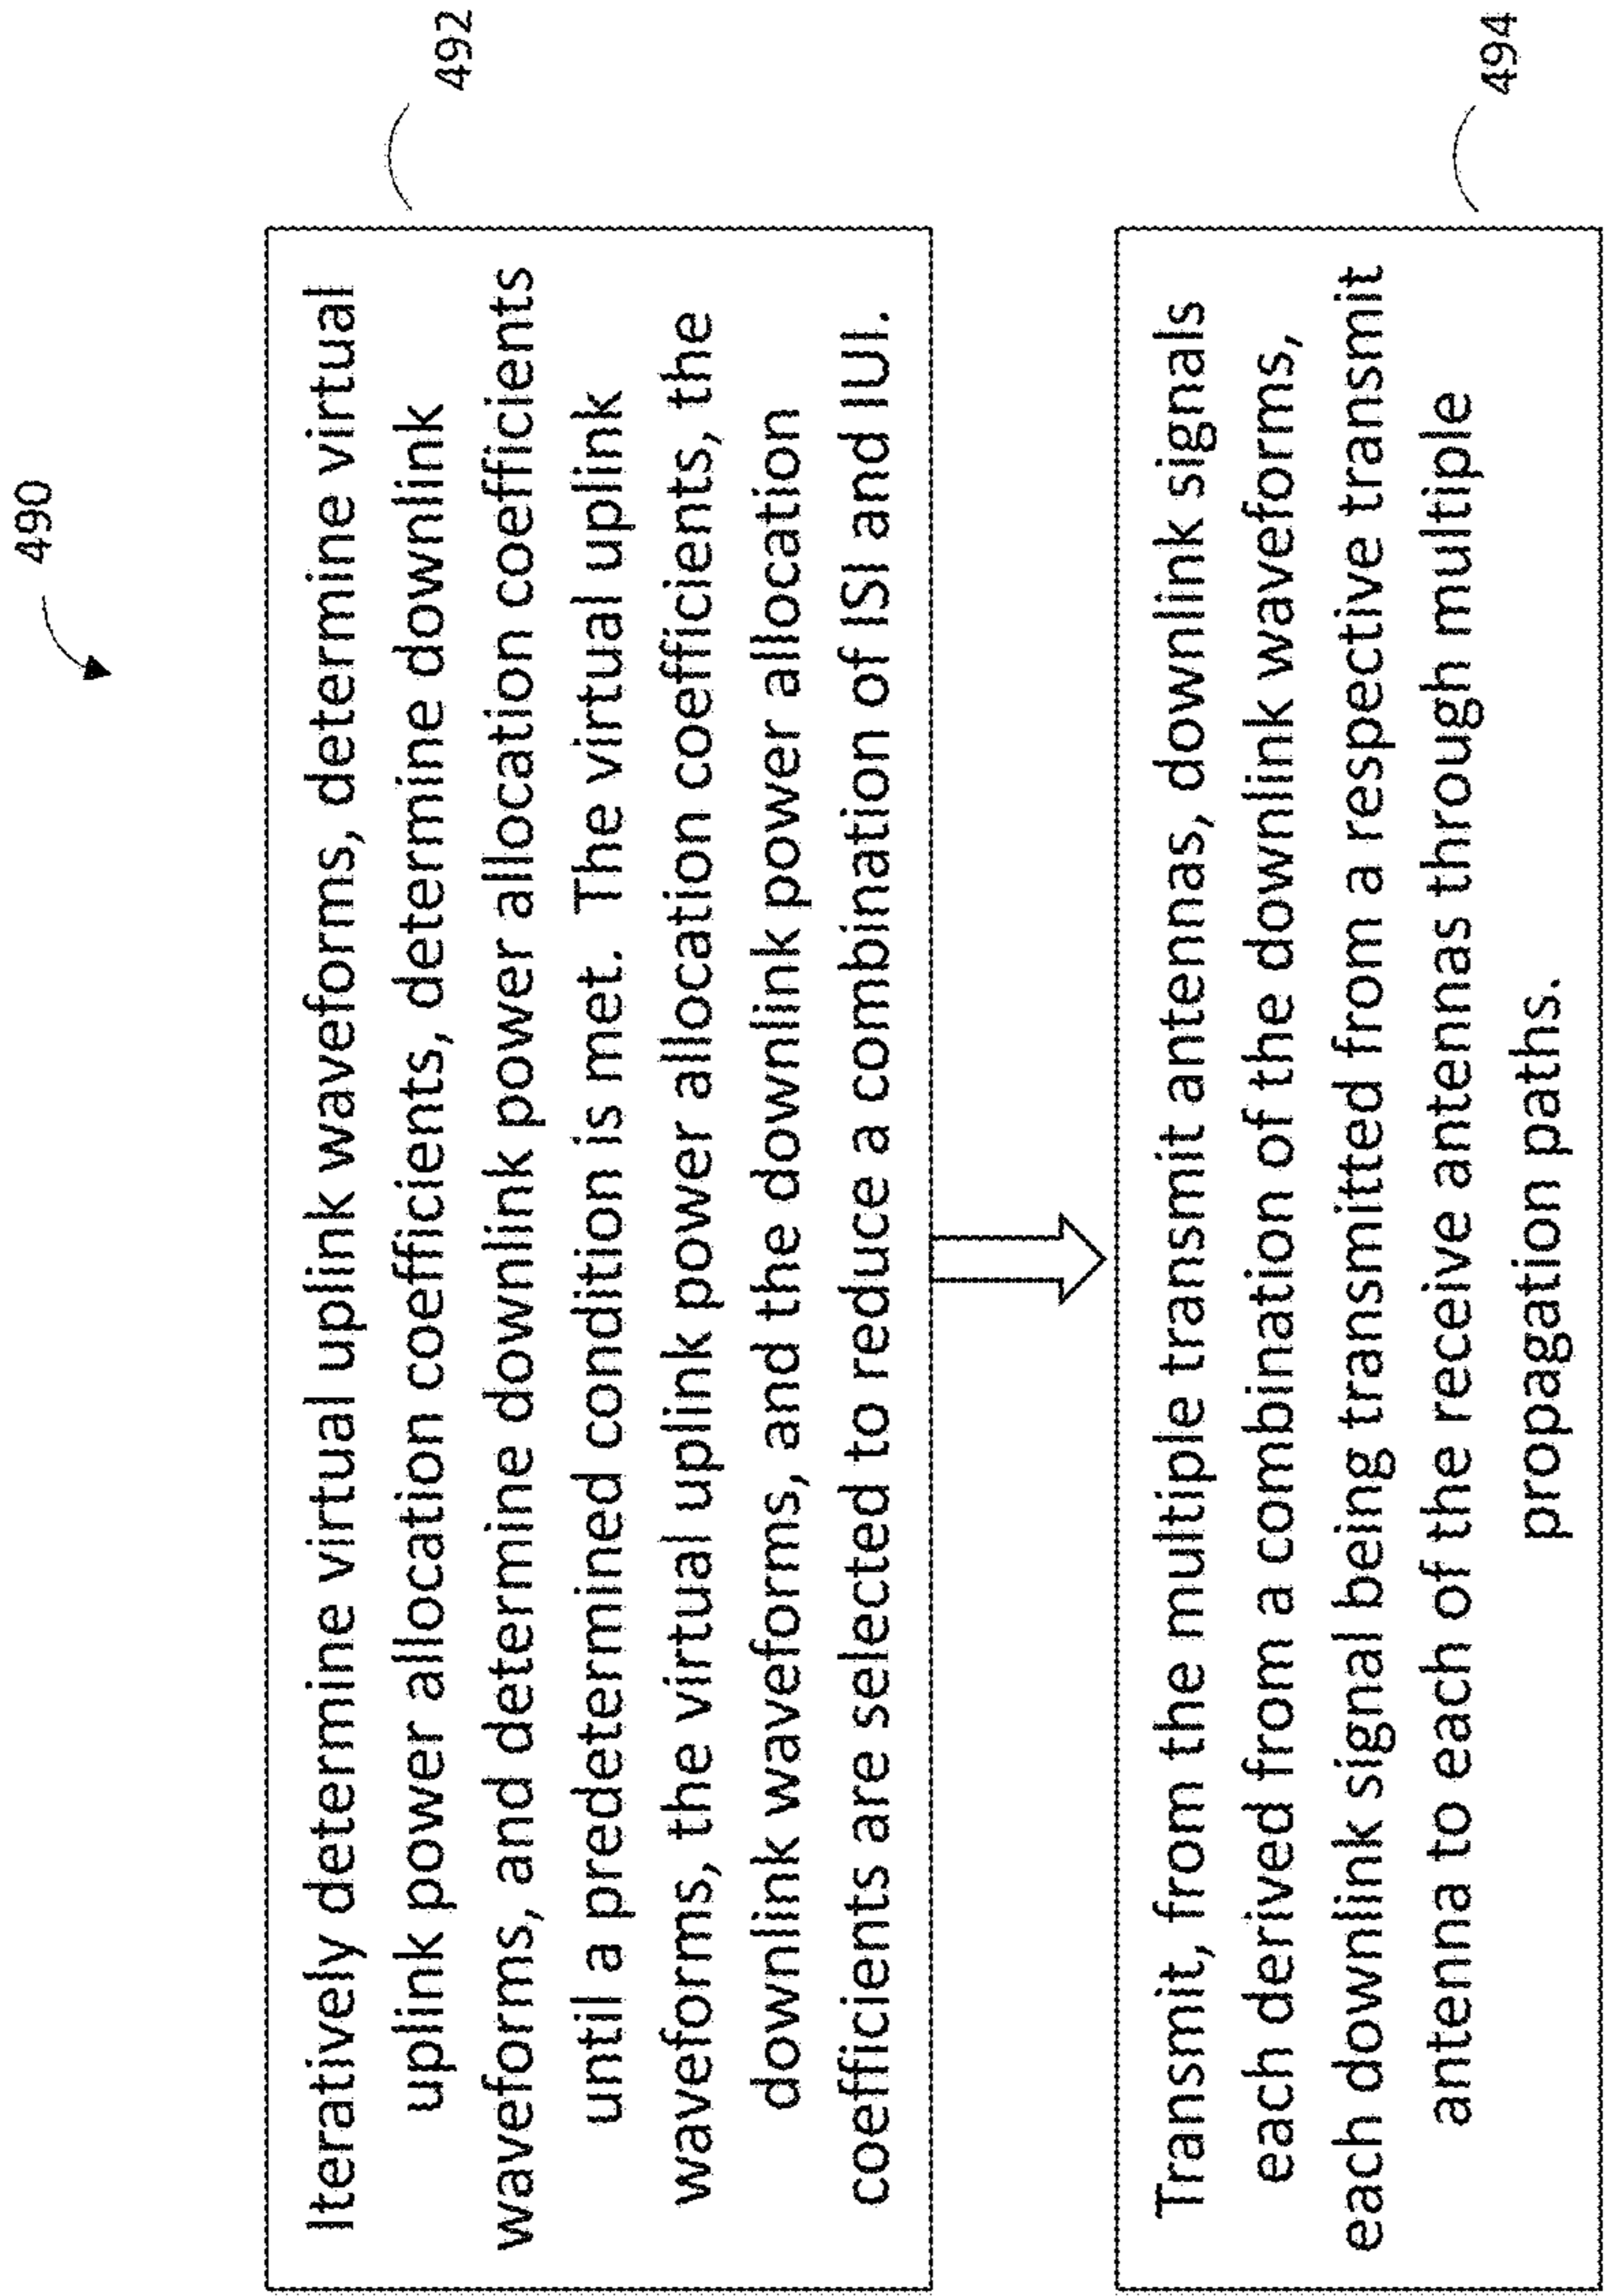 490
492
Iteratively determine virtual uplink waveforms, determine virtual
uplink power allocation coefficients, determine downlink
waveforms, and determine downlink power allocation coefficients
until a predetermined condition is met. The virtual uplink
waveforms, the virtual uplink power allocation coefficients, the
downlink waveforms, and the downlink power allocation
coefficients are selected to reduce a combination of ISI and IUI.
494
Transmit, from the multiple transmit antennas, downlink signals
each derived from a combination of the downlink waveforms,
each downlink signal being transmitted from a respective transmit
antenna to each of the receive antennas through multiple
propagation paths.